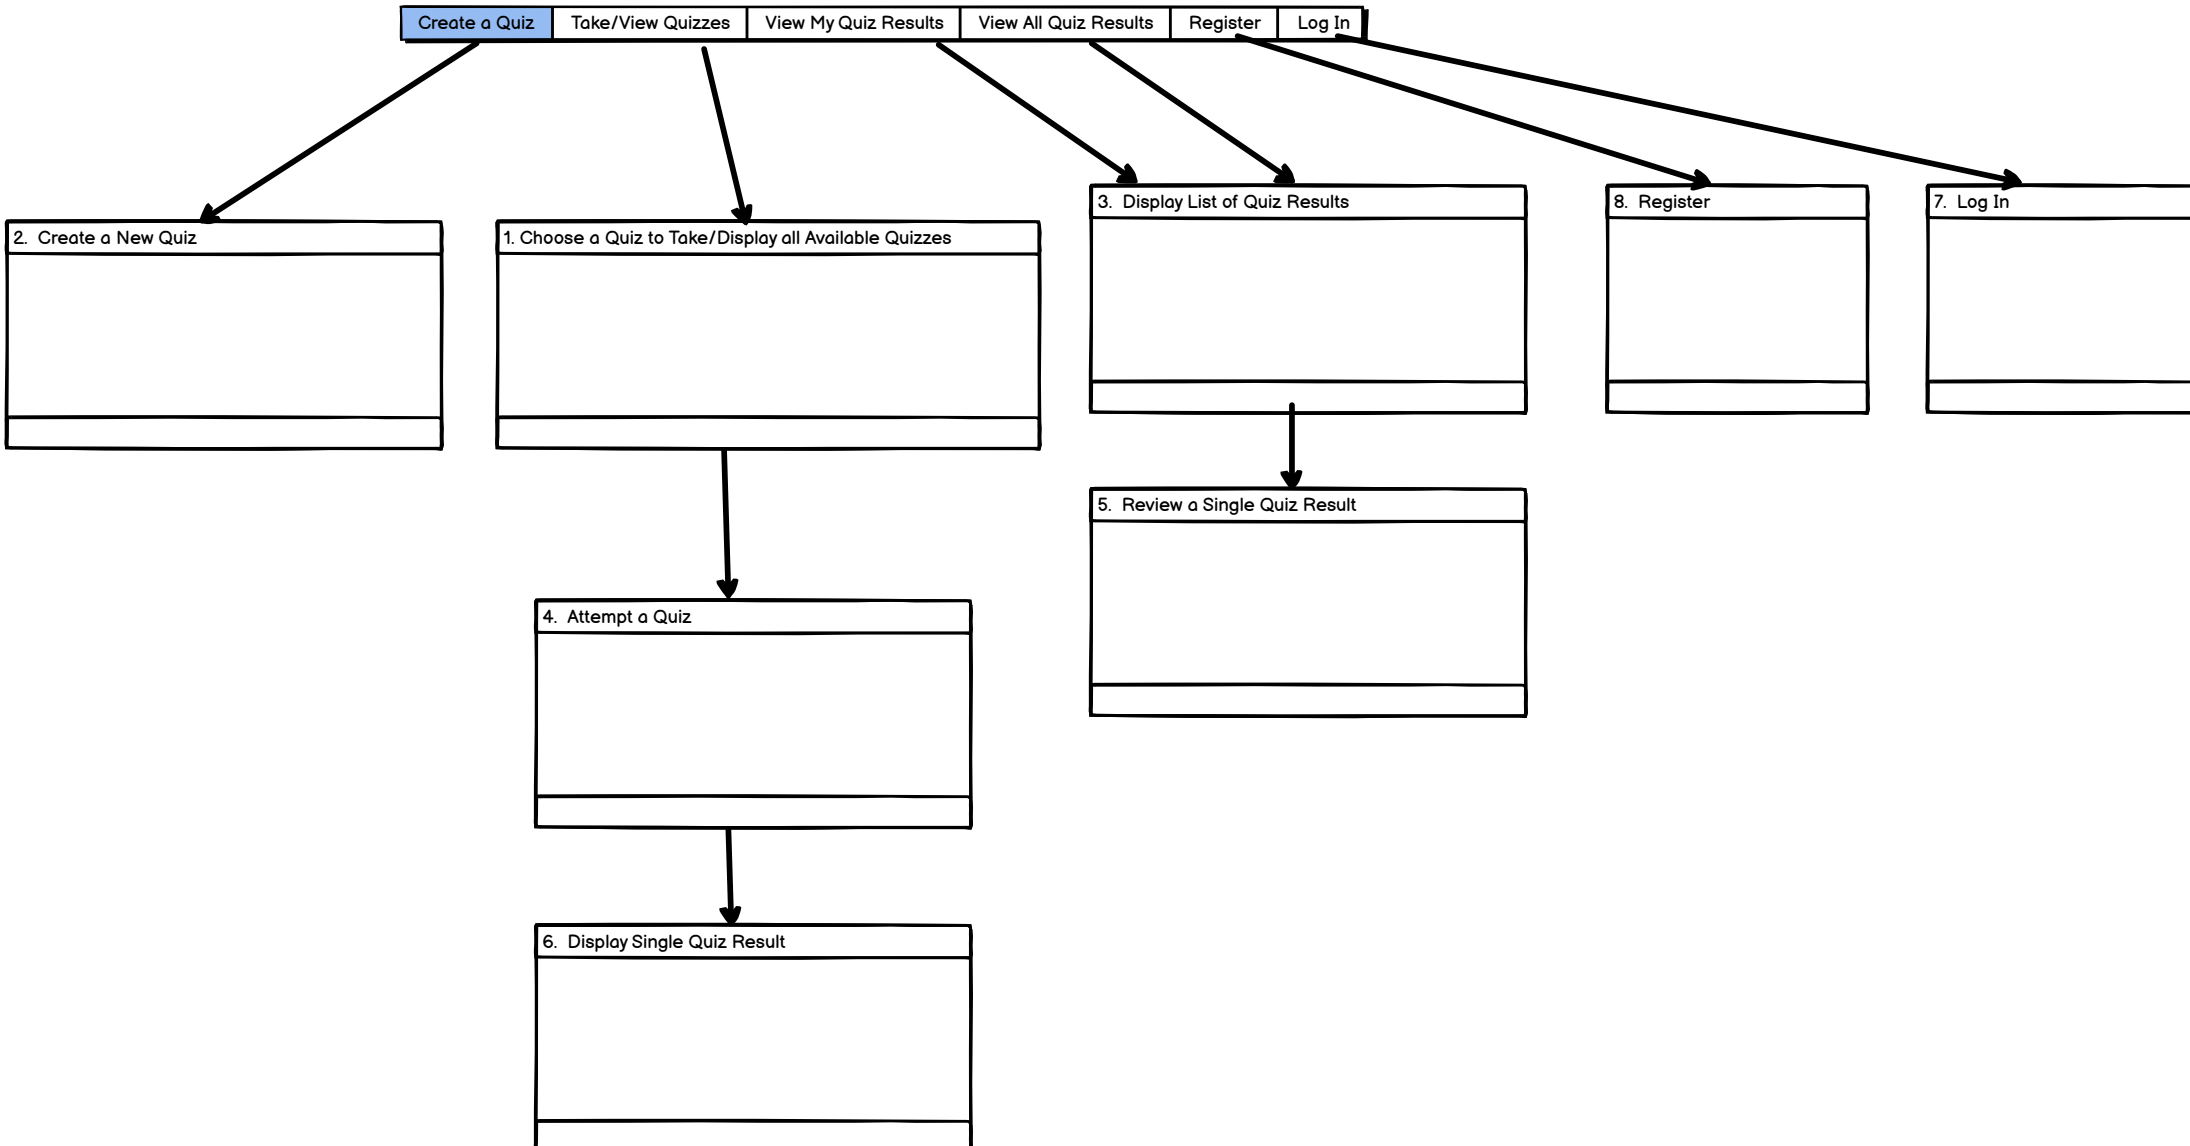 Create a Quiz
Take/View Quizzes
View My Quiz Results
View All Quiz Results
Register
Log In
2. Create a New Quiz
1. Choose a Quiz to Take/Display all Available Quizzes
3. Display List of Quiz Results
8. Register
7. Log In
5. Review a Single Quiz Result
4. Attempt a Quiz
6. Display Single Quiz Result